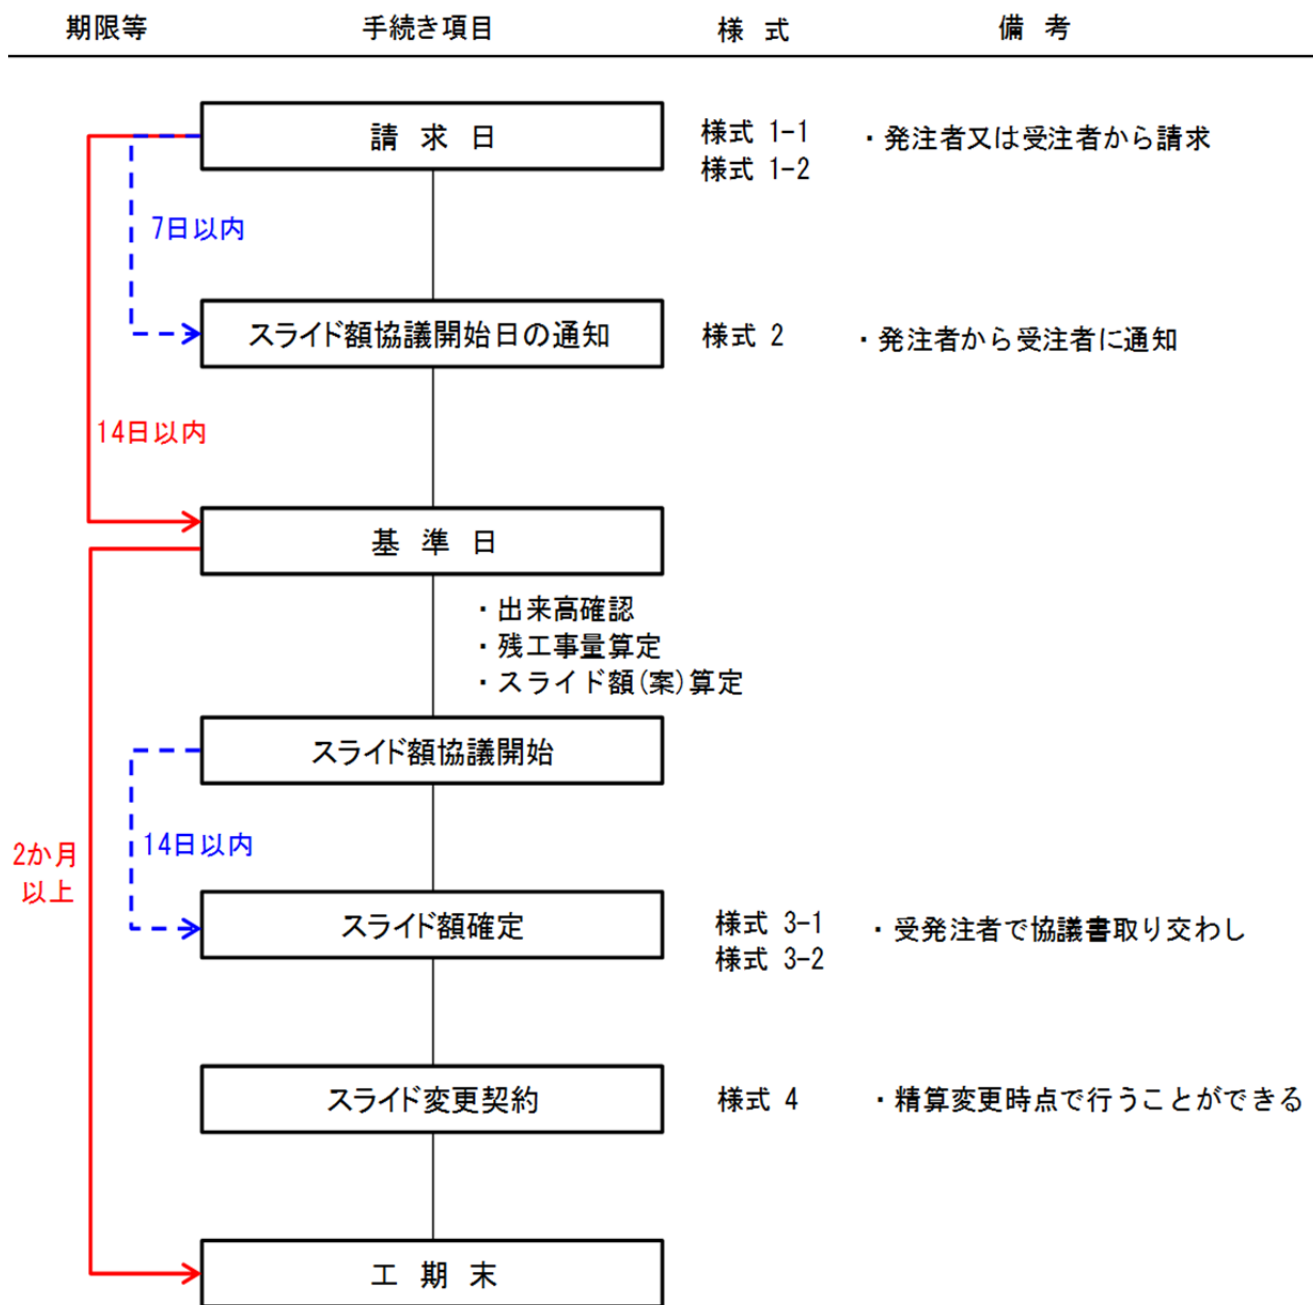 期限等 手続き項目 様 式 備 考
請 求 日 様式 1-1 ・発注者又は受注者から請求
様式 1-2
7日以内
スライド額協議開始日の通知 様式 2 ・発注者から受注者に通知
14日以内
基 準 日
・出来高確認
・残工事量算定
・スライド額(案)算定
スライド額協議開始
14日以内
2か月
以上
スライド額確定 様式 3-1 ・受発注者で協議書取り交わし
様式 3-2
スライド変更契約 様式 4 ・精算変更時点で行うことができる
工 期 末